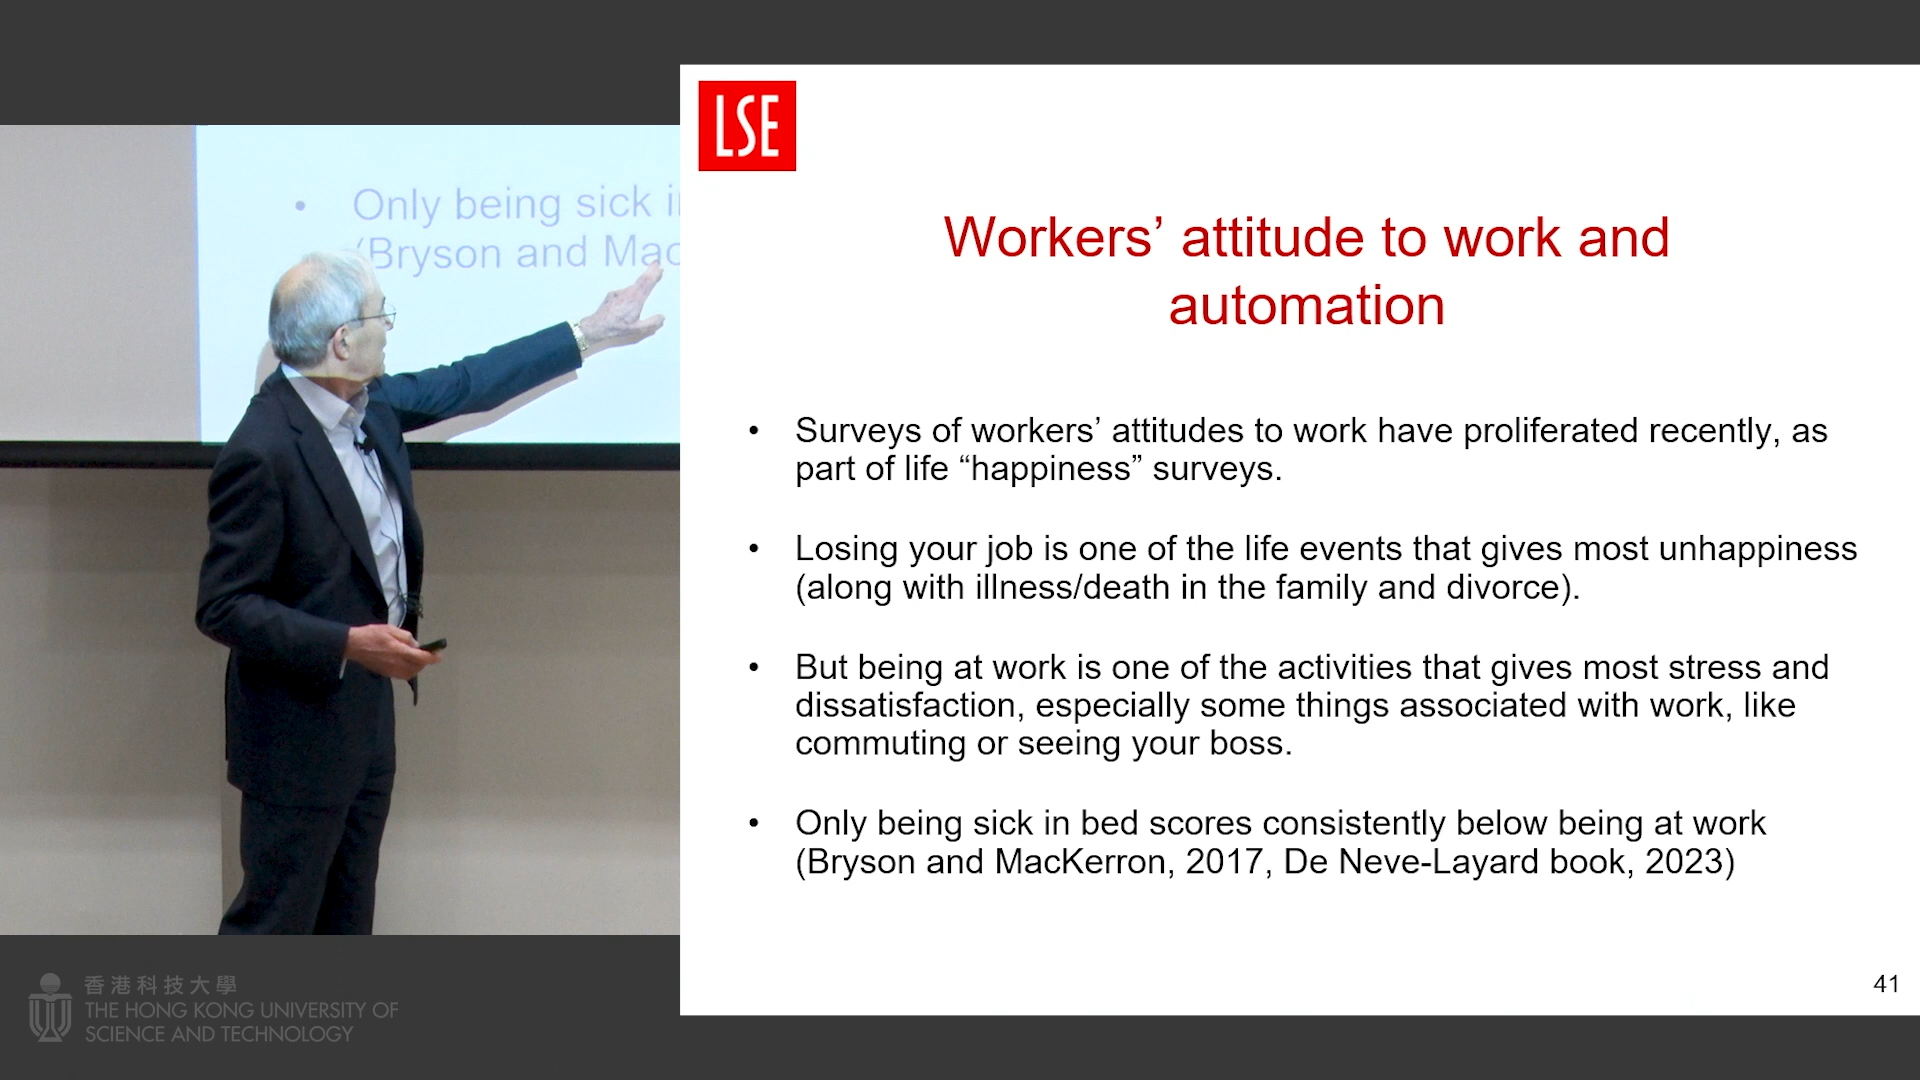 Only being sick
(Bryson and Mac
LSE
Workers’ attitude to work and
automation
• Surveys of workers’ attitudes to work have proliferated recently, as
part of life “happiness” surveys.
• Losing your job is one of the life events that gives most unhappiness
(along with illness/death in the family and divorce).
• But being at work is one of the activities that gives most stress and
dissatisfaction, especially some things associated with work, like
commuting or seeing your boss.
• Only being sick in bed scores consistently below being at work
(Bryson and MacKerron, 2017, De Neve-Layard book, 2023)
41
香港科技大學
THE HONG KONG UNIVERSITY OF
SCIENCE AND TECHNOLOGY